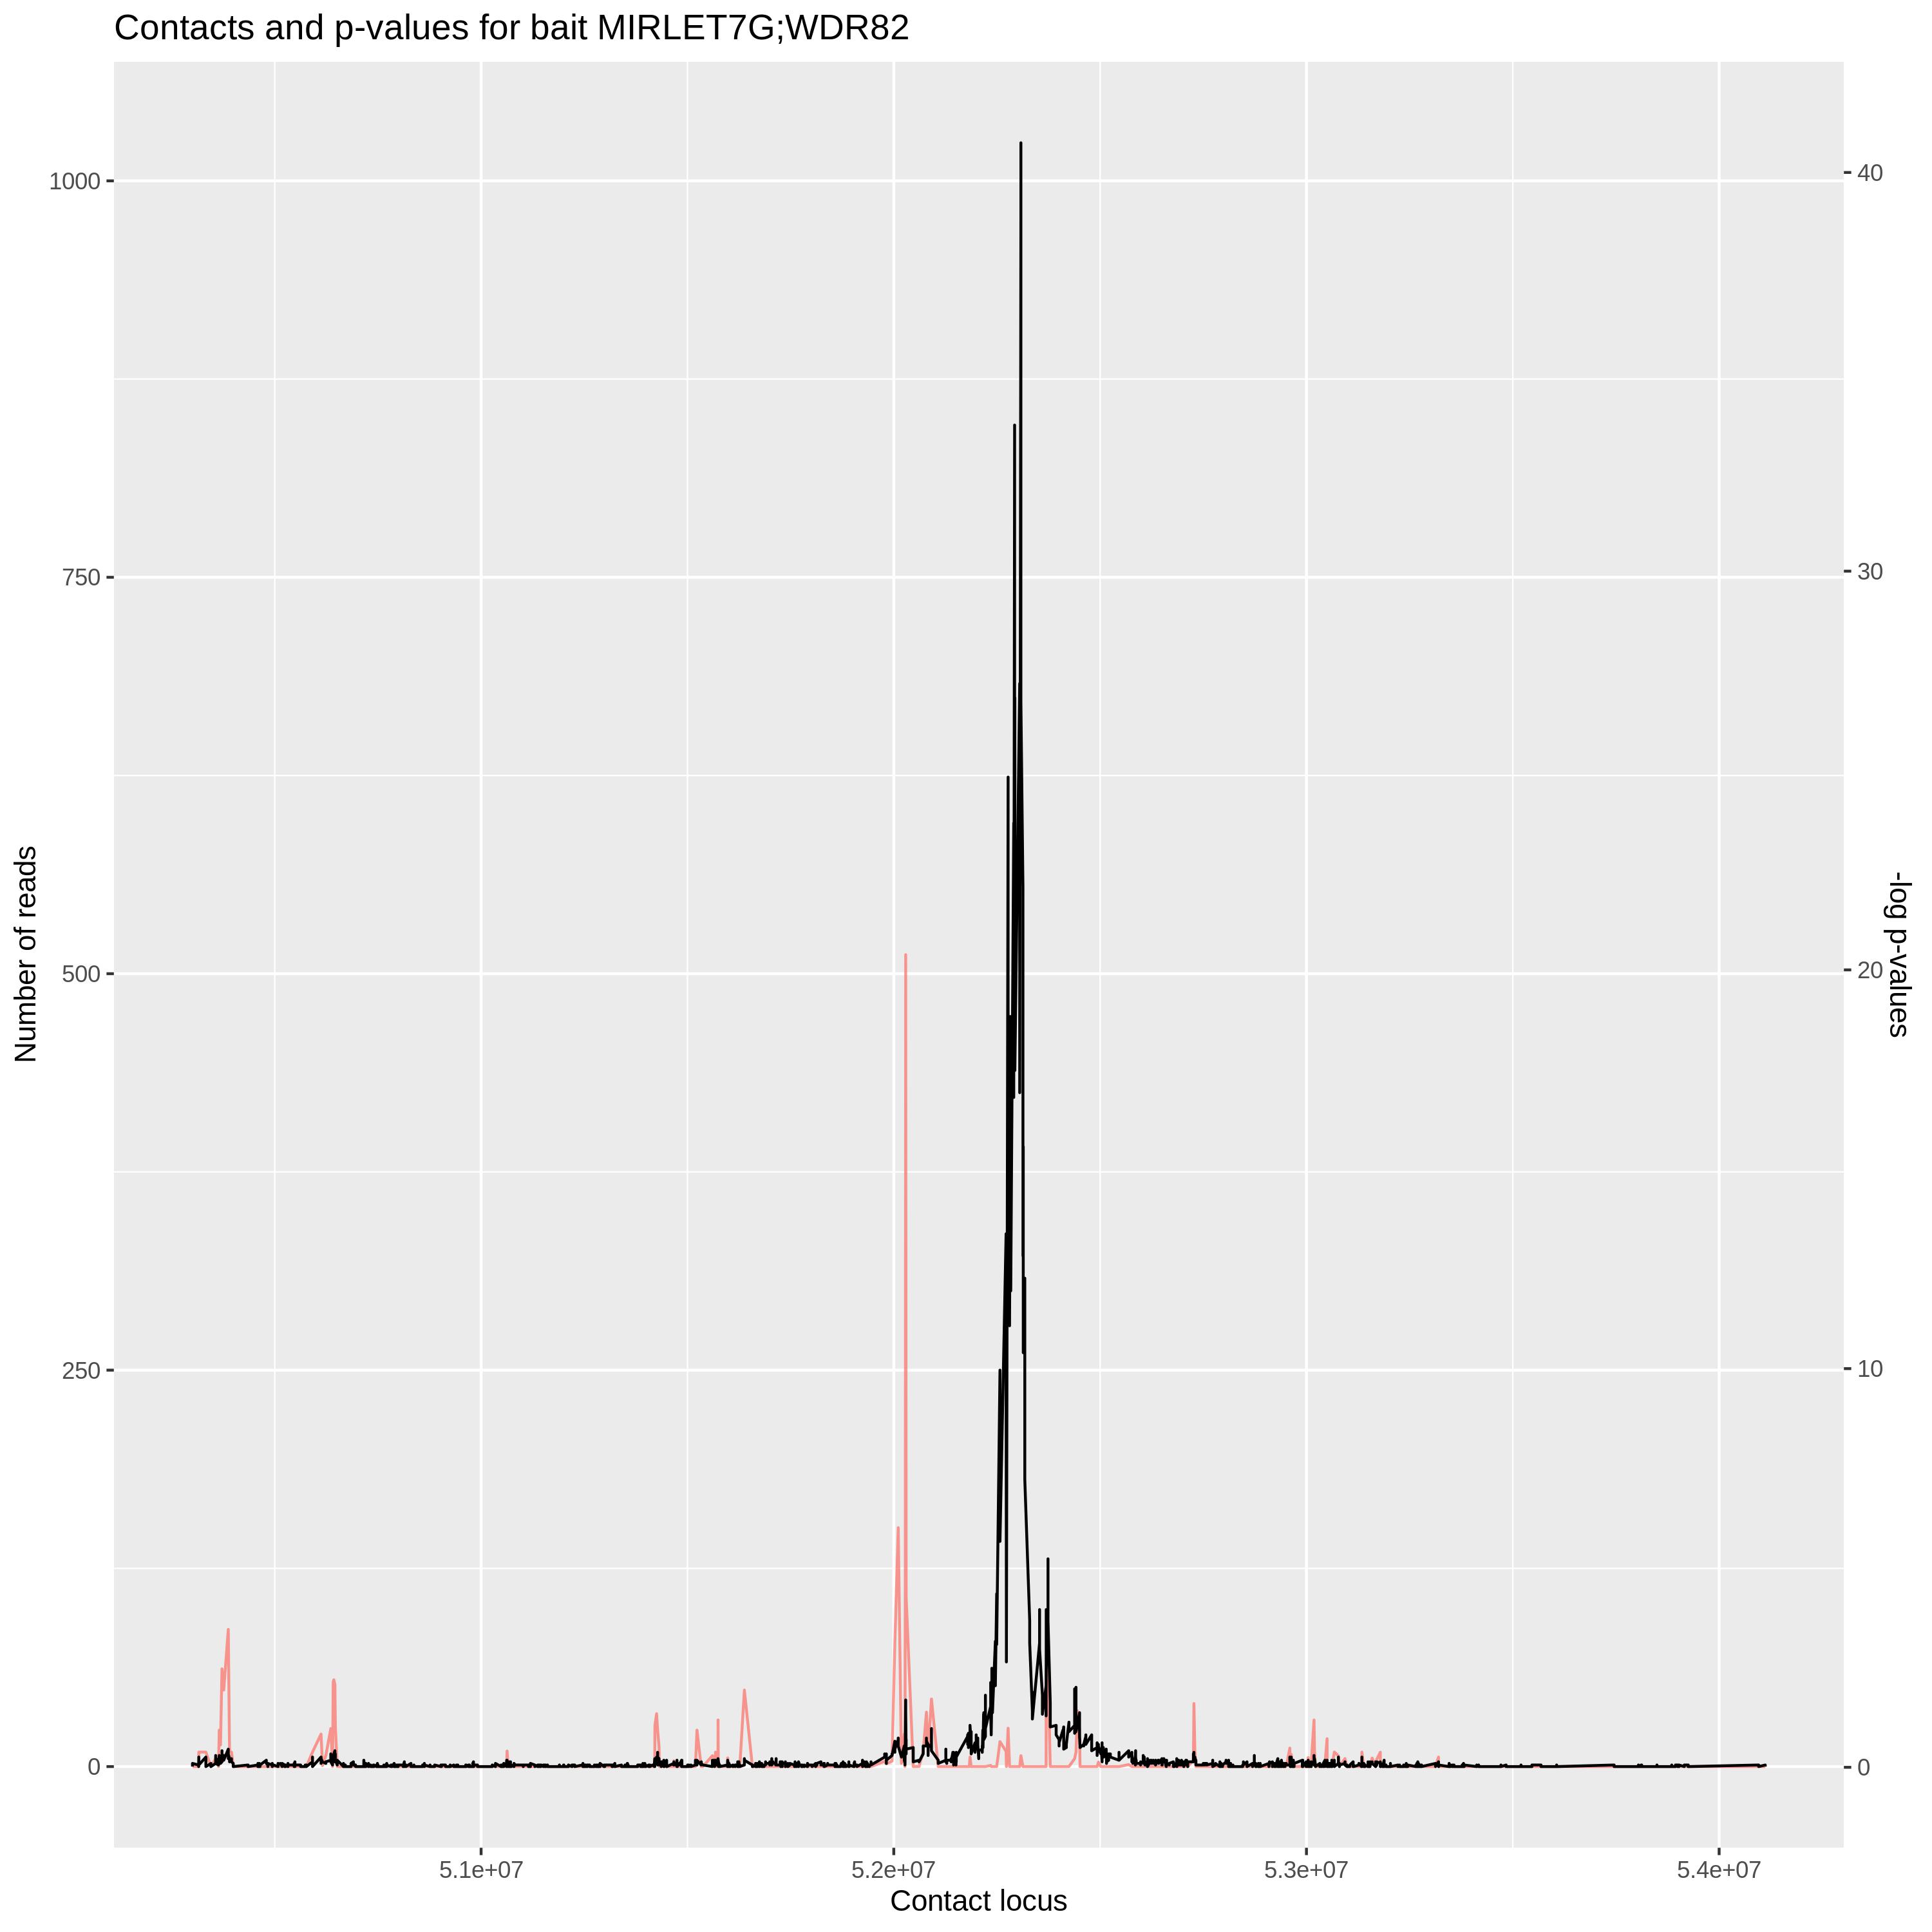 Contacts and p-values for bait MIRLET7G;WDR82
1000
750
500
250
0
Number of reads
40
30
20
10
0
-log p-values
5.1e+07 5.2e+07 5.3e+07 5.4e+07
Contact locus